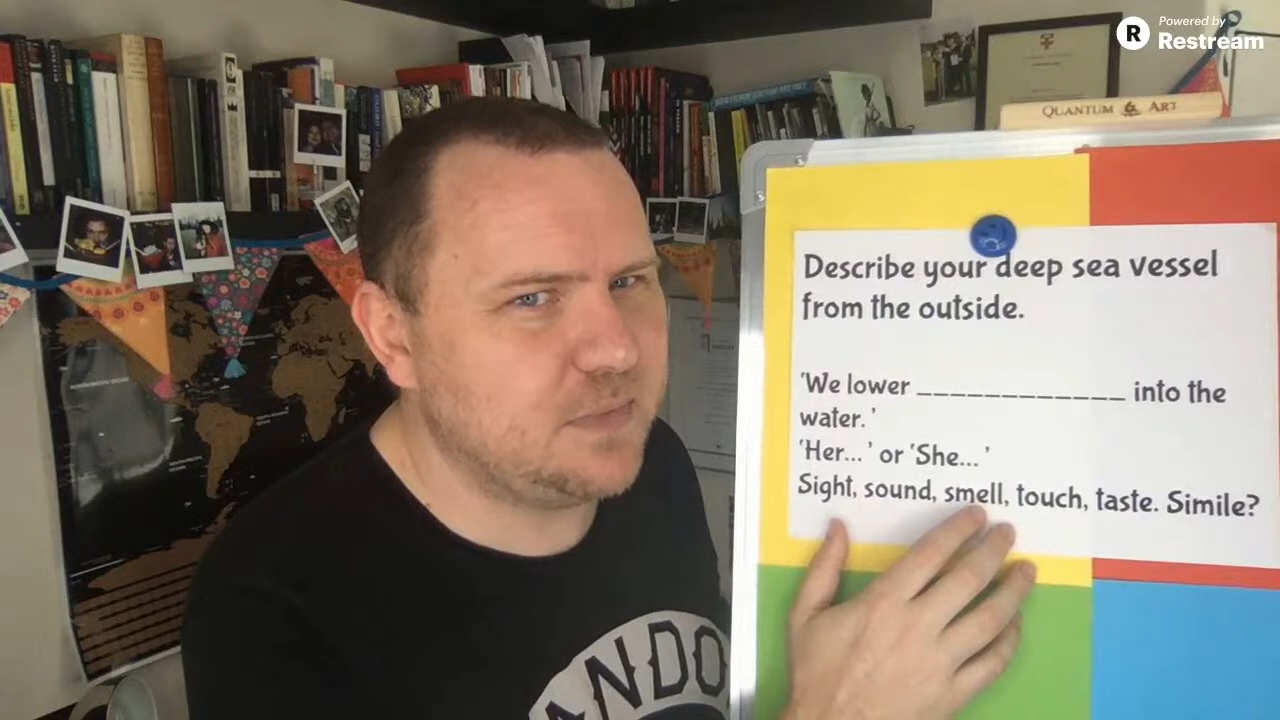 Powered by
Restream
QUANTUM ART
Describe your deep sea vessel
from the outside.
‘We lower _____________ into the
water.’
‘Her...’ or ‘She...’
Sight, sound, smell, touch, taste. Simile?
ANDO